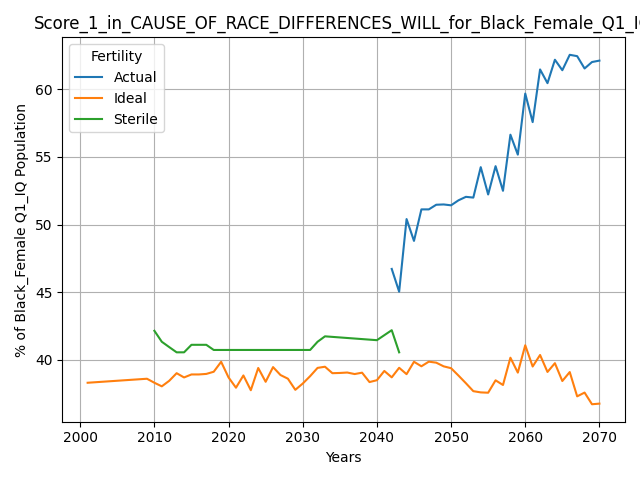 Score_1_in_CAUSE_OF_RACE_DIFFERENCES_WILL_for_Black_Female_Q1_IQ
Fertility
Actual
Ideal
Sterile
% of Black_Female Q1_IQ Population
60
55
50
45
40
2000 2010 2020 2030 2040 2050 2060 2070
Years